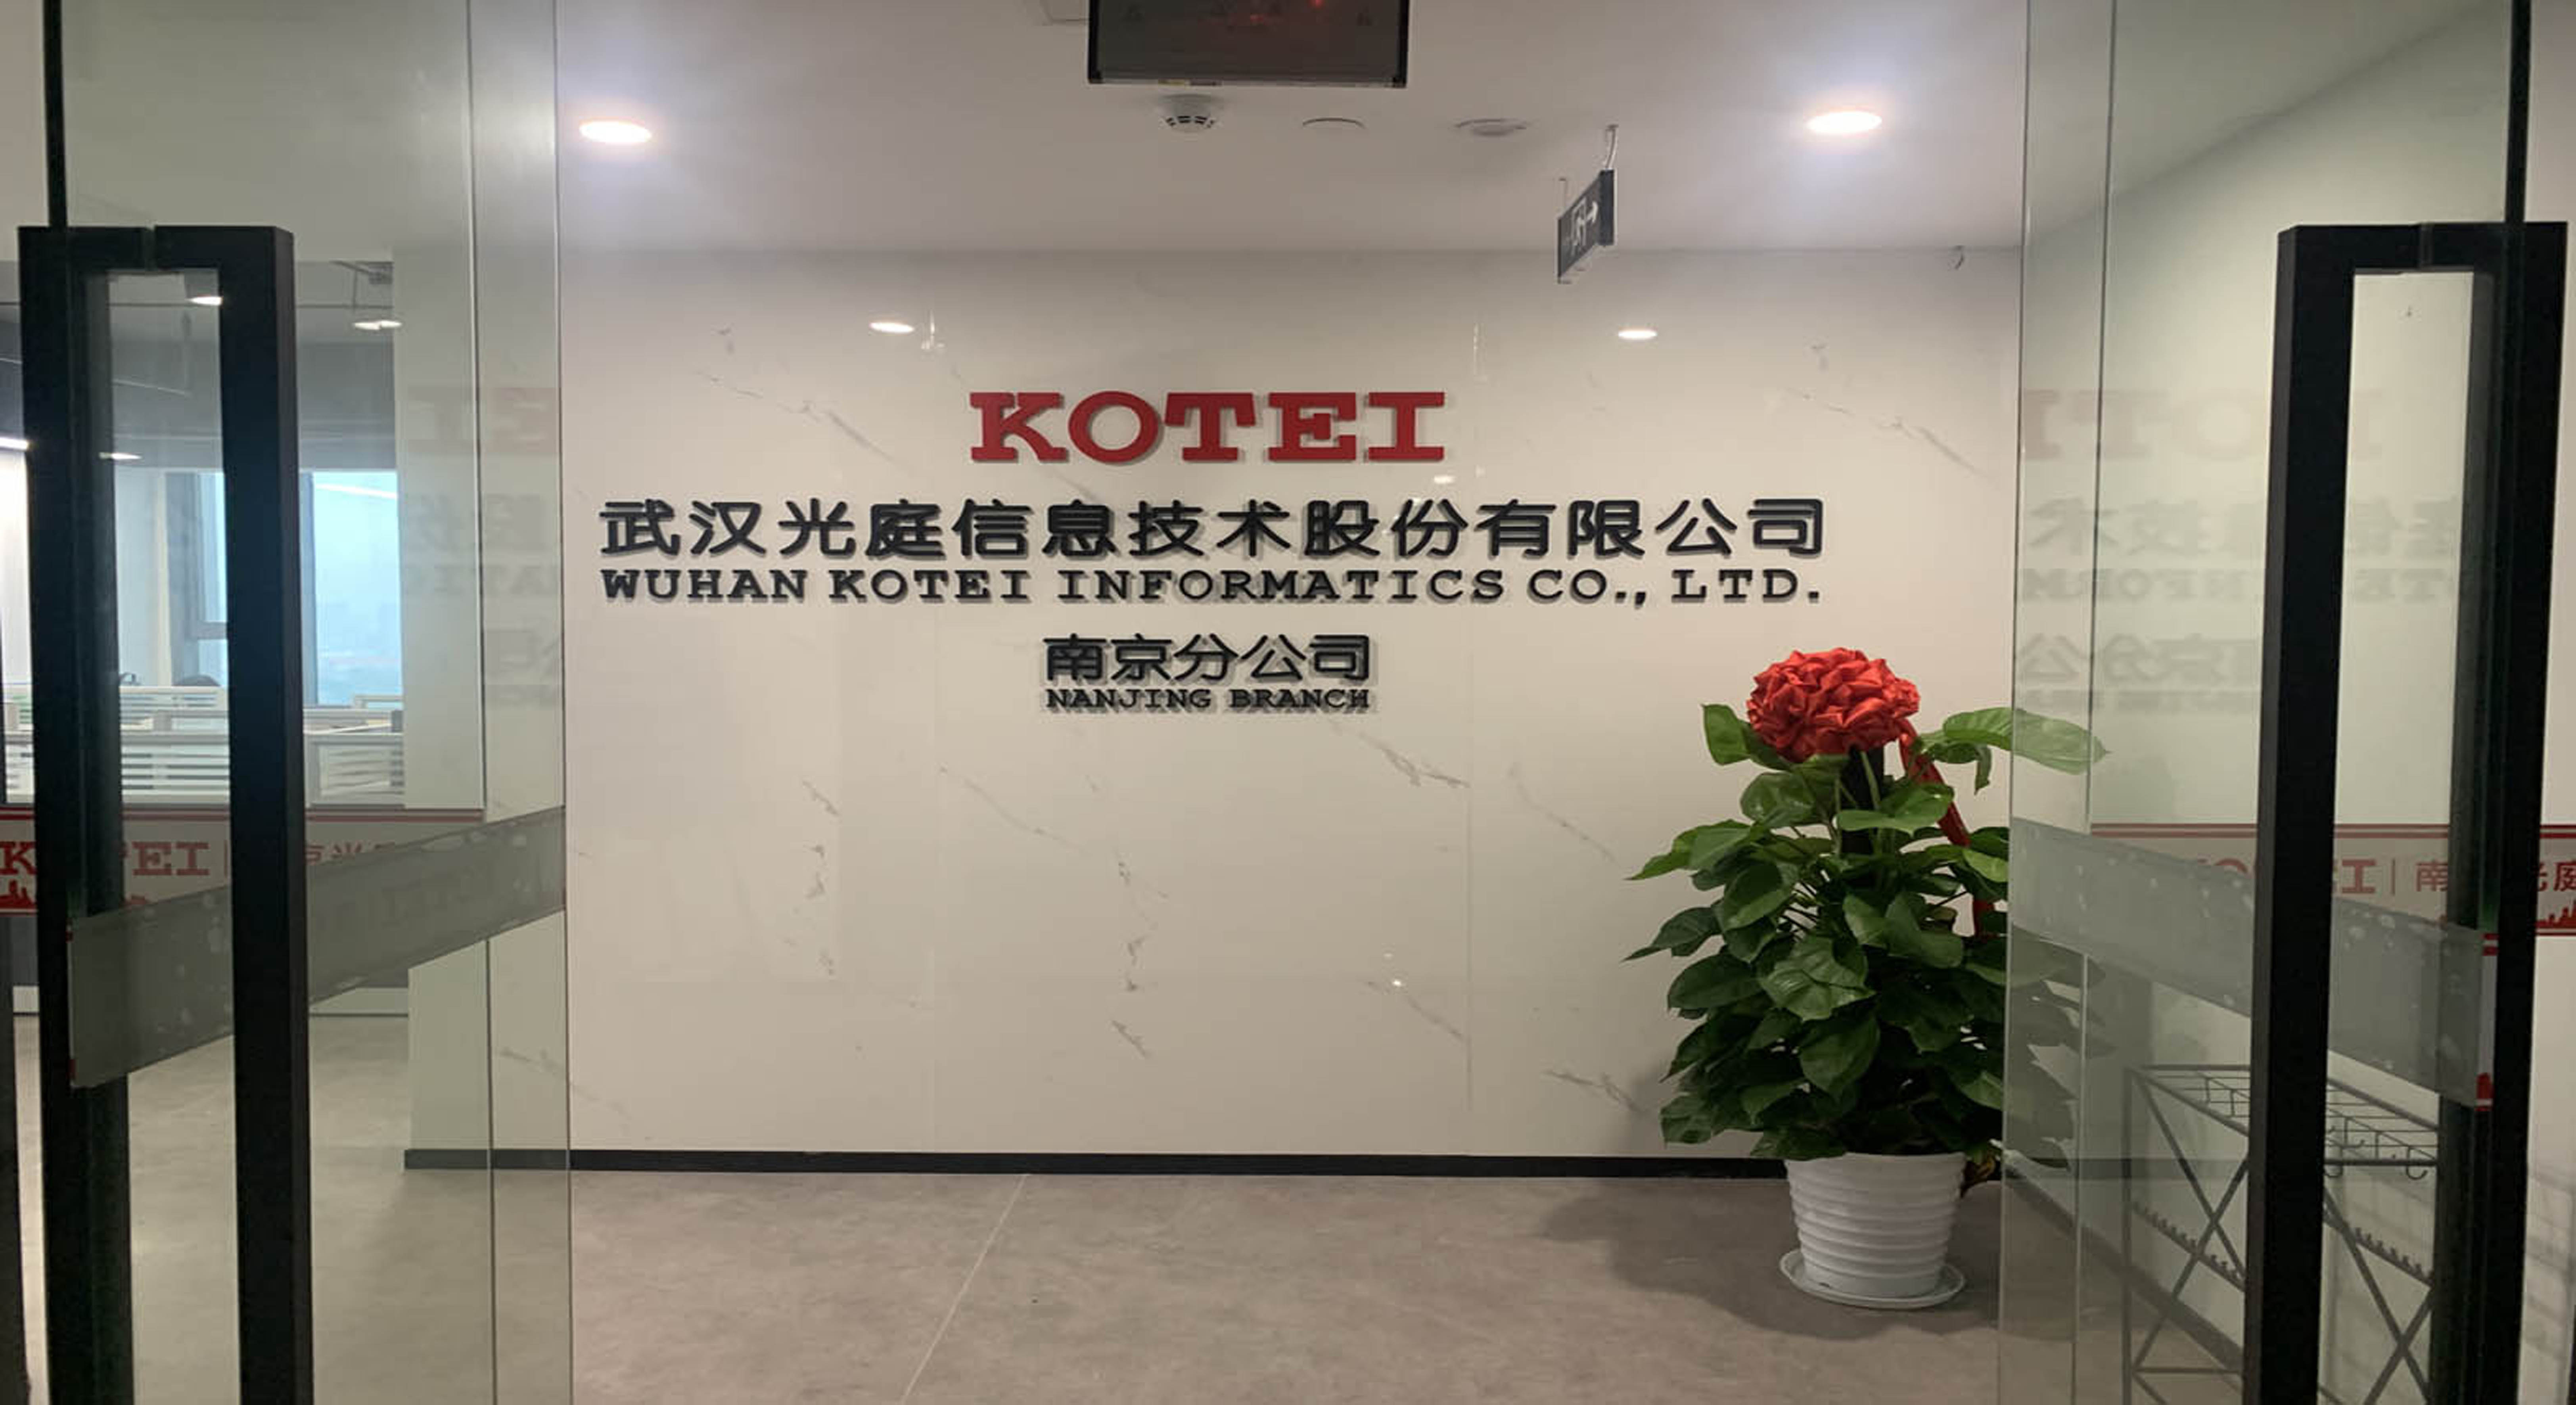 KOTEI
武汉光庭信息技术股份有限公司
WUHAN KOTEI INFORMATICS CO., LTD.
南京分公司
NANJING BRANCH